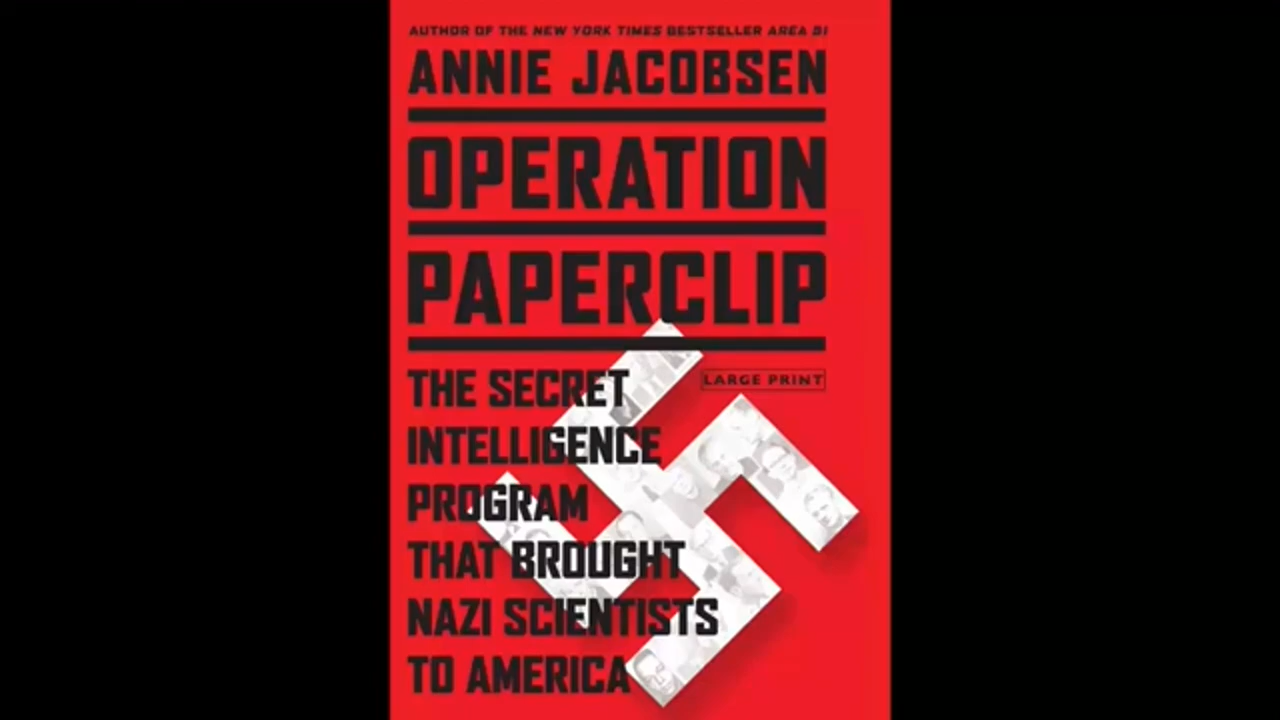 AUTHOR OF THE NEW YORK TIMES BESTSELLER AREA 51
ANNIE JACOBSEN
OPERATION
PAPERCLIP
LARGE PRINT
THE SECRET
INTELLIGENCE
PROGRAM
THAT BROUGHT
NAZI SCIENTISTS
TO AMERICA